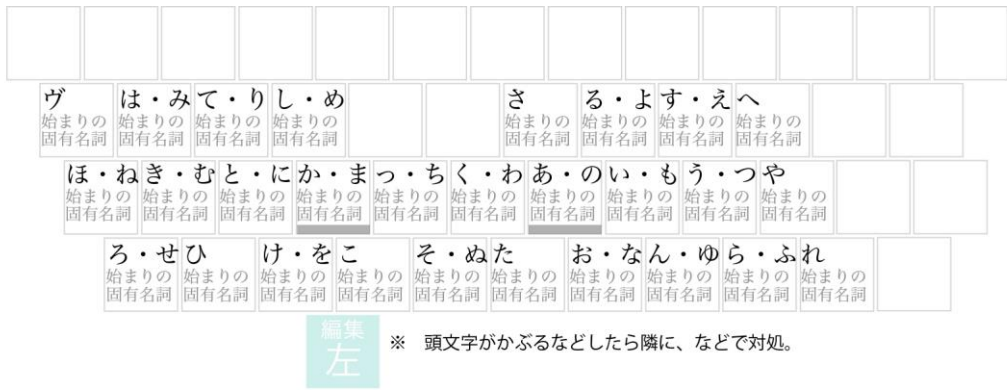 ヴ は・み て・り し・め さ る・よ す・え へ
始まりの 始まりの 始まりの 始まりの 始まりの 始まりの 始まりの 始まりの
固有名詞 固有名詞 固有名詞 固有名詞 固有名詞 固有名詞 固有名詞 固有名詞
ほ・ね き・む と・に か・ま っ・ち く・わ あ・の い・も う・つ や
始まりの 始まりの 始まりの 始まりの 始まりの 始まりの 始まりの 始まりの 始まりの 始まりの
固有名詞 固有名詞 固有名詞 固有名詞 固有名詞 固有名詞 固有名詞 固有名詞 固有名詞 固有名詞
ろ・せ ひ け・を こ そ・ぬ た お・な ん・ゆ ら・ふ れ
始まりの 始まりの 始まりの 始まりの 始まりの 始まりの 始まりの 始まりの 始まりの 始まりの
固有名詞 固有名詞 固有名詞 固有名詞 固有名詞 固有名詞 固有名詞 固有名詞 固有名詞 固有名詞
編集
左
※ 頭文字がかぶるなどしたら隣に、などで対処。